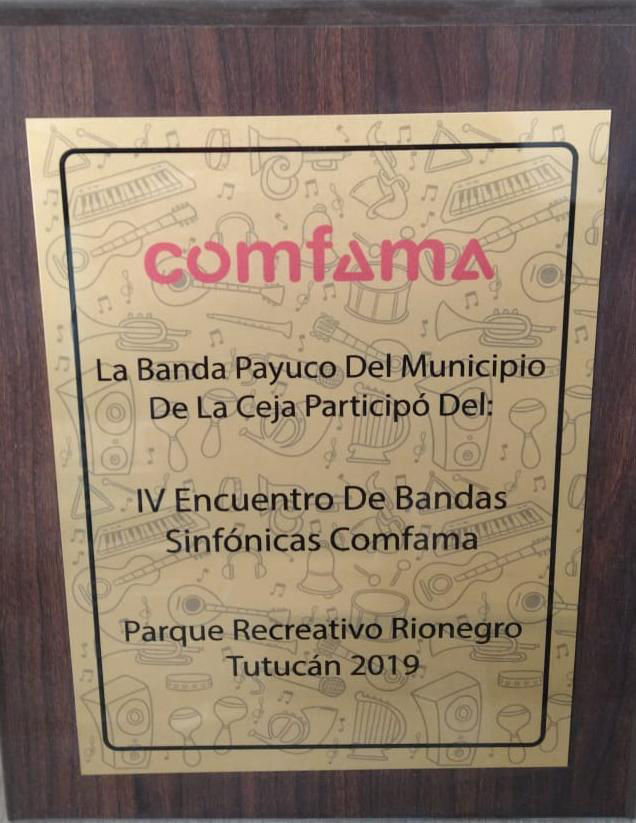 comfama
La Banda Payuco Del Municipio
De La Ceja Participó Del:
IV Encuentro De Bandas
Sinfónicas Comfama
Parque Recreativo Rionegro
Tutucán 2019